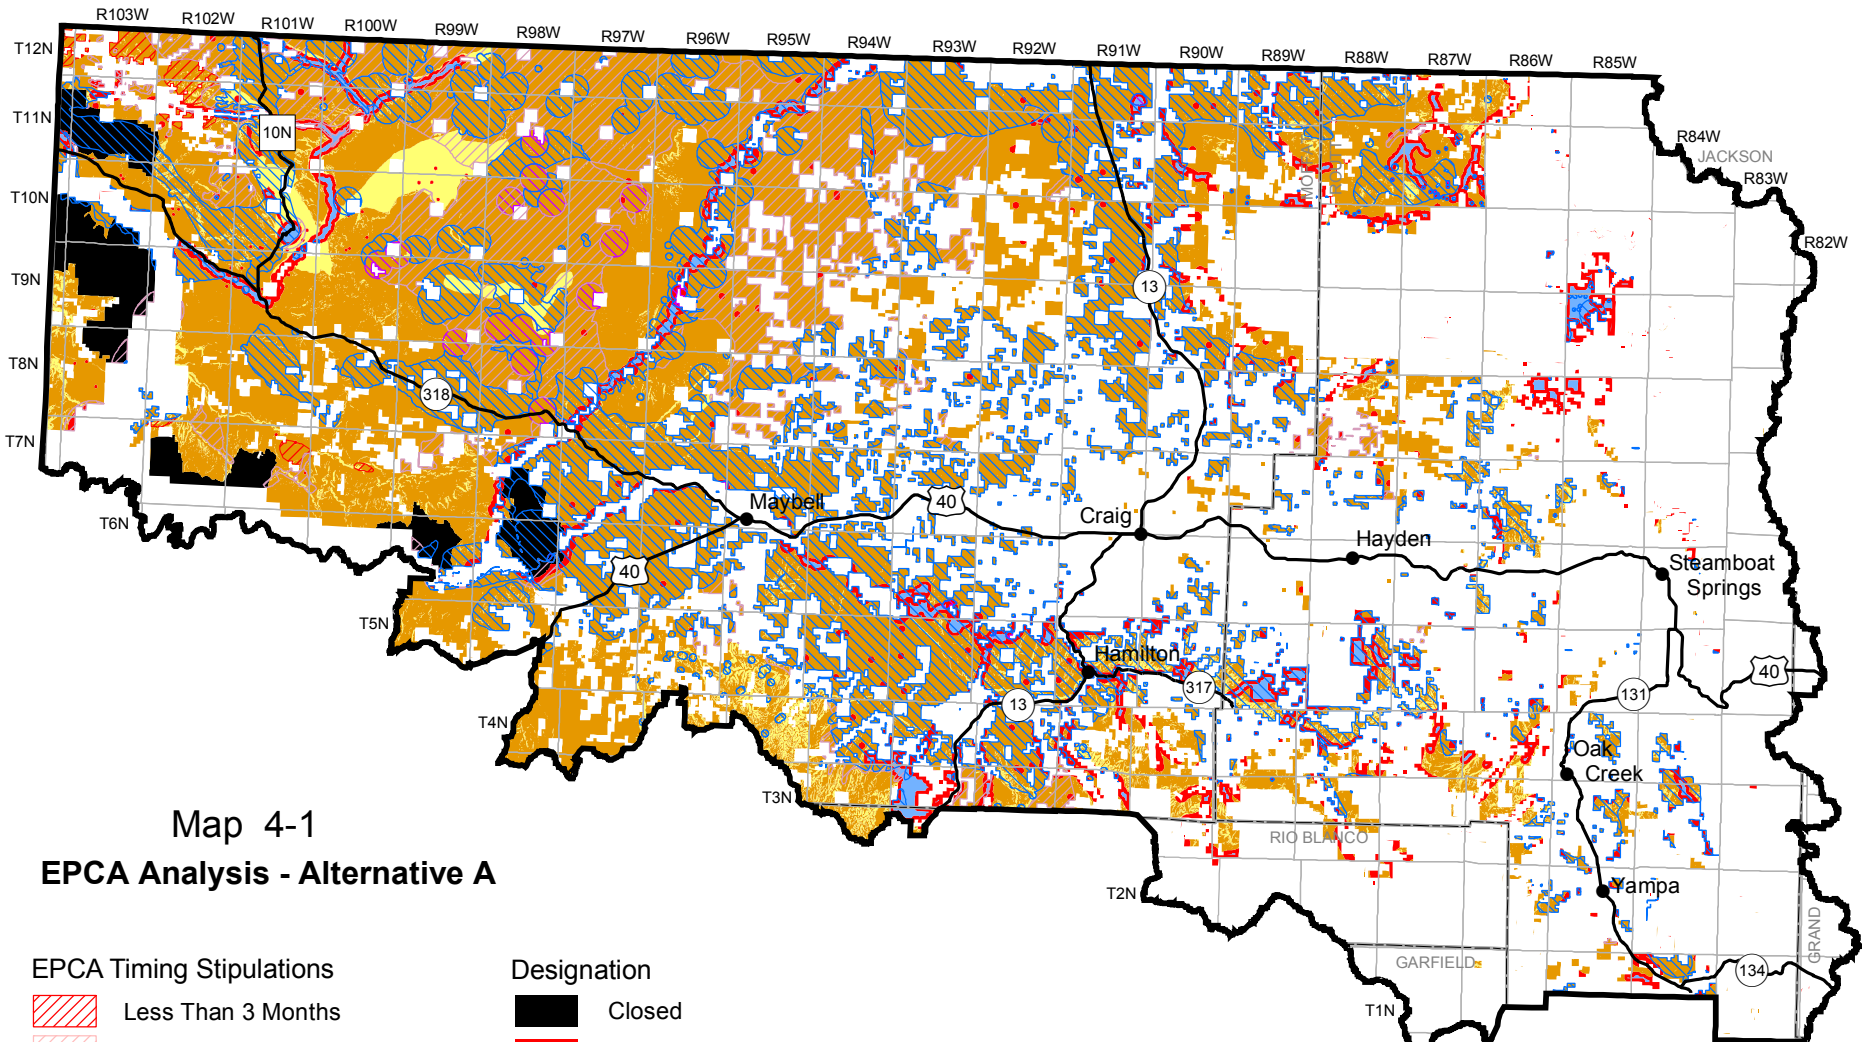 R103W R102W R101W R100W R99W R98W R97W R96W R95W R94W R93W R92W R91W R90W R89W R88W R87W R86W R85W
T12N
T11N
10N
R84W
JACKSON
R83W
T10N
R82W
T9N
13
T8N
318
T7N
Maybell
40
Craig
T6N
Hayden
40
Steamboat
Springs
T5N
Hamilton
40
317
131
13
T4N
Oak
Creek
T3N
Map 4-1
RIO BLANCO
EPCA Analysis - Alternative A
Yampa
T2N
GRAND
GARFIELD
134
EPCA Timing Stipulations
Designation
Less Than 3 Months
Closed
T1N